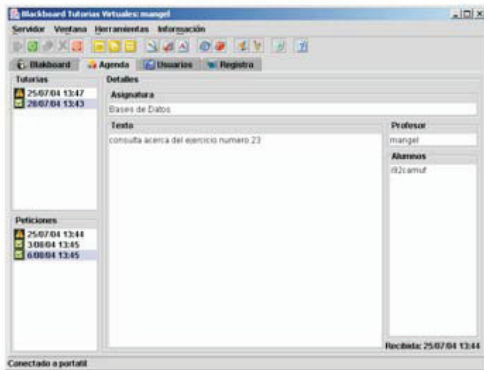 Blackboard Tutorias Virtuales: mangel
Servidor Ventana Herramientas Información
Blakboard Agenda Usuarios Registro
Tutorias
25/07/04 13:47
28/07/04 13:43
Peticiones
25/07/04 13:44
3/08/04 13:45
6/08/04 13:45
Detalles
Asignatura
Bases de Datos
Texto
consulta acerca del ejercicio numero 23
Profesor
mangel
Alumnos
i92camuf
Recibida: 25/07/04 13:44
Conectado a portatil